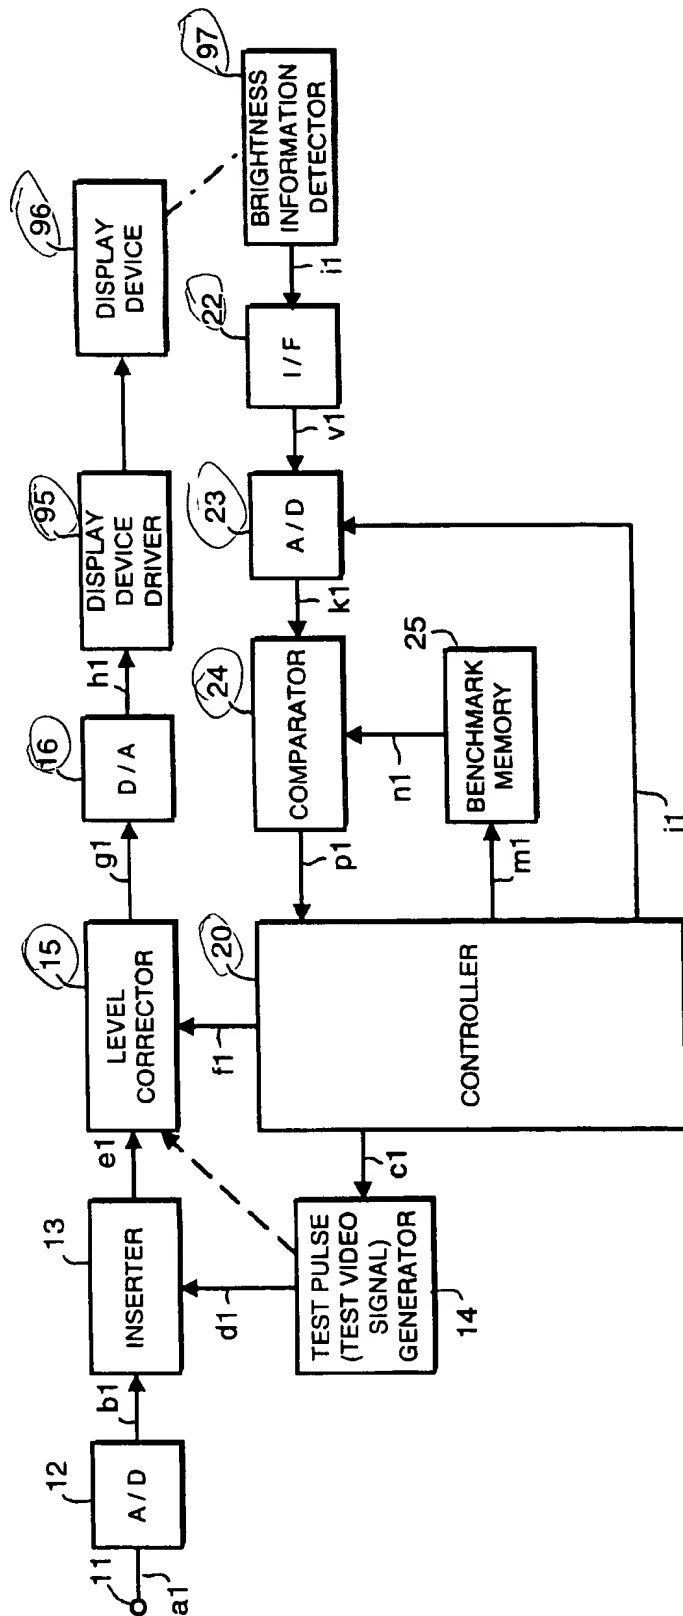 11
a1
12
A/D
b1
13
INSERTER
e1
15
LEVEL
CORRECTOR
g1
16
D/A
h1
95
DISPLAY
DEVICE
DRIVER
96
DISPLAY
DEVICE
97
BRIGHTNESS
INFORMATION
DETECTOR
i1
22
I/F
v1
23
A/D
k1
24
COMPARATOR
p1
n1
25
BENCHMARK
MEMORY
m1
j1
20
CONTROLLER
f1
c1
d1
TEST PULSE
(TEST VIDEO
SIGNAL)
GENERATOR
14